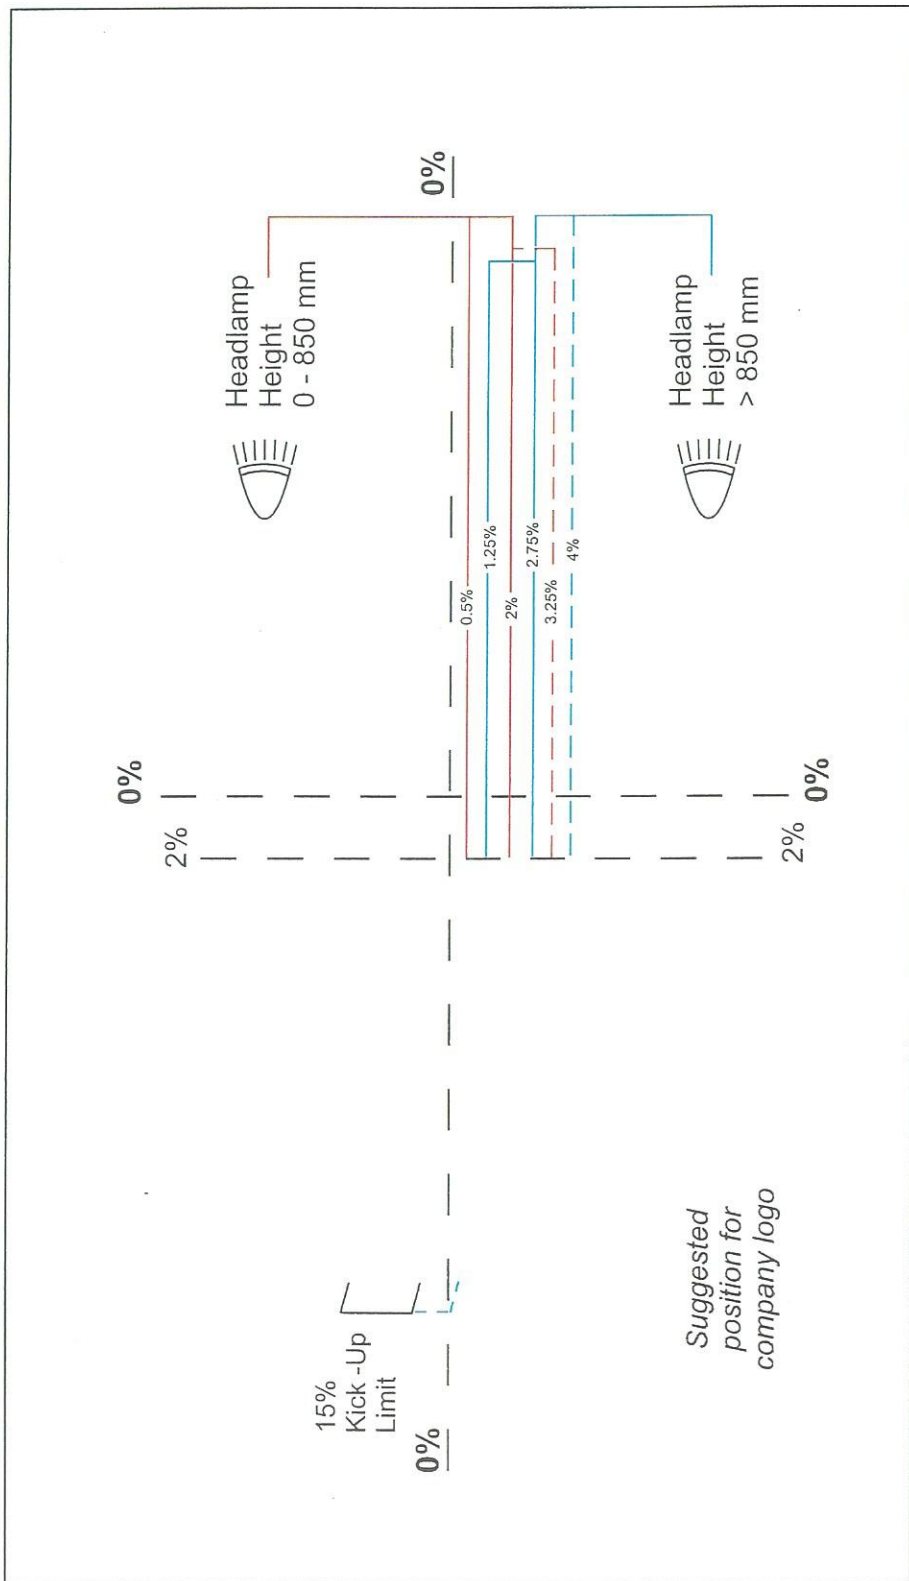 15%
Kick -Up
Limit
0%
2%
0%
Headlamp
Height
0 - 850 mm
0%
0.5%
1.25%
2%
2.75%
3.25%
4%
2%
0%
Headlamp
Height
> 850 mm
Suggested
position for
company logo